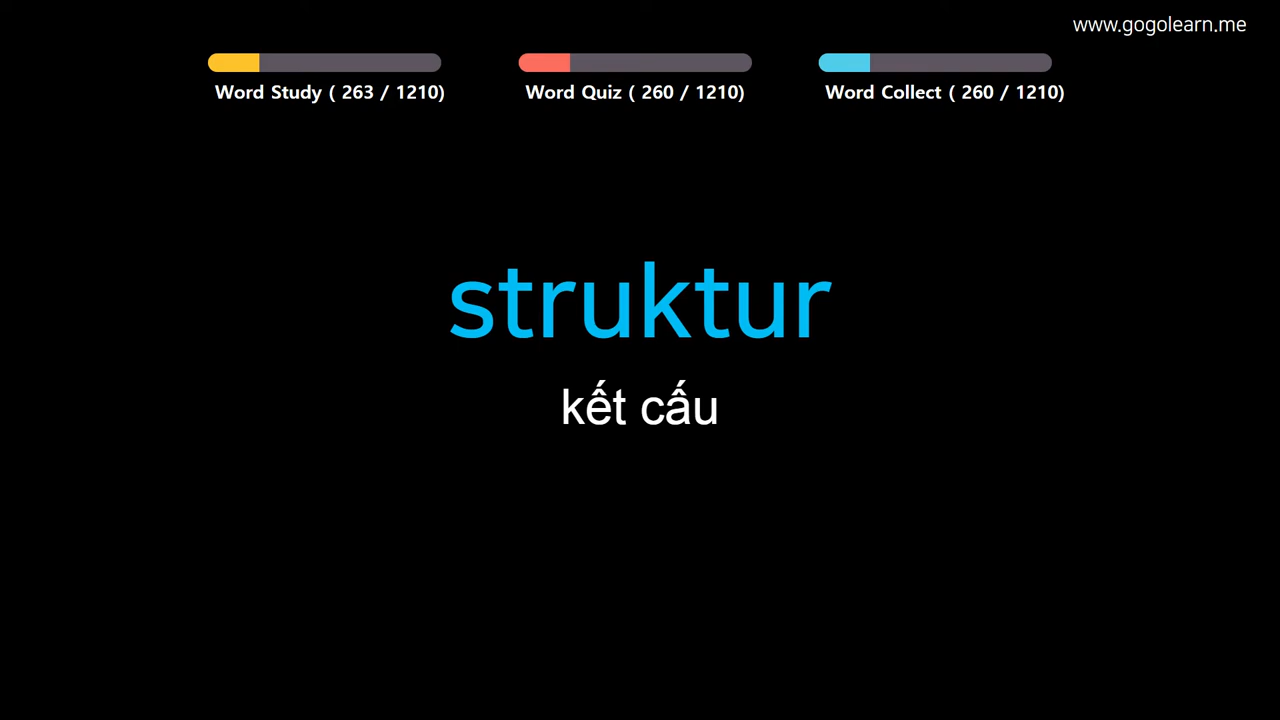 www.gogolearn.me
Word Study ( 263 / 1210)
Word Quiz ( 260 / 1210)
Word Collect ( 260 / 1210)
struktur
kết cấu